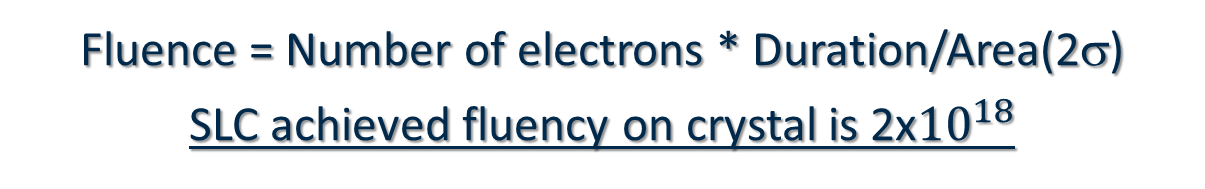 Fluence = Number of electrons * Duration/Area(2σ)
SLC achieved fluency on crystal is 2x10¹⁸